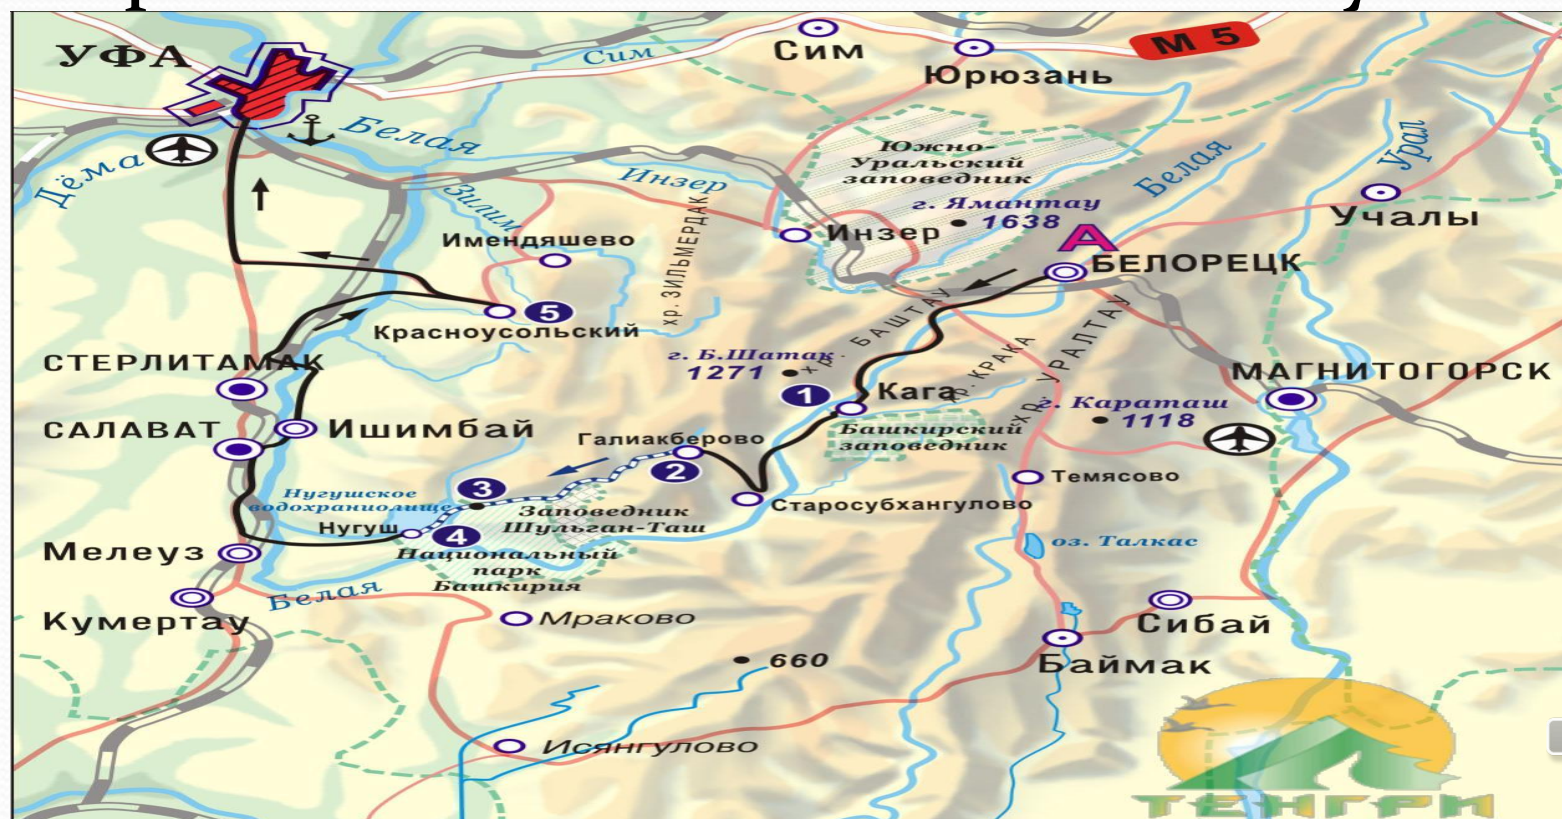 УФА
Сим
Сим
Юрюзань
М 5
Дёма
Белая
Зилим
Инзер
Южно-
Уральский
заповедник
Белая
Урал
г. Ямантау
1638
Учалы
Имендяшево
хр. ЗИЛЬМЕРДАК
Инзер
А
БЕЛОРЕЦК
5
Красноусольский
хр. БАШТАУ
хр. КРАКА
хр. УРАЛТАУ
СТЕРЛИТАМАК
г. Б.Шатак
1271
МАГНИТОГОРСК
1
Кага
г. Караташ
1118
САЛАВАТ
Ишимбай
Галиакберово
Башкирский
заповедник
2
Темясово
3
Нугушское
водохраниолище
Заповедник
Шульган-Таш
Старосубхангулово
Нугуш
4
оз. Талкас
Мелеуз
Национальный
парк
Башкирия
Белая
Кумертау
Мраково
Сибай
660
Баймак
Исянгулово
ТЕНГРИ